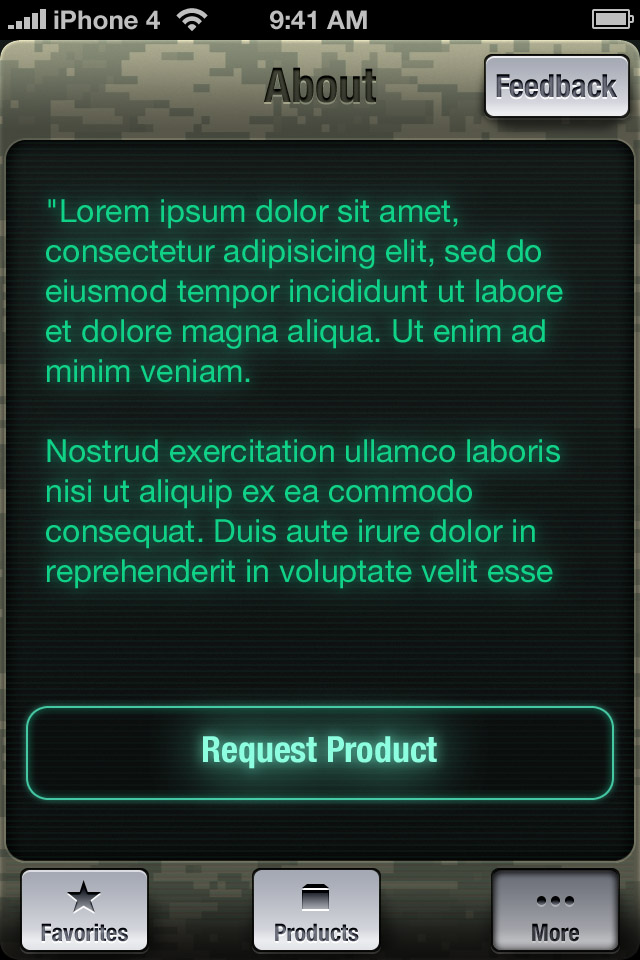 iPhone 4 9:41 AM
About
Feedback
"Lorem ipsum dolor sit amet,
consectetur adipisicing elit, sed do
eiusmod tempor incididunt ut labore
et dolore magna aliqua. Ut enim ad
minim veniam.
Nostrud exercitation ullamco laboris
nisi ut aliquip ex ea commodo
consequat. Duis aute irure dolor in
reprehenderit in voluptate velit esse
Request Product
Favorites
Products
More